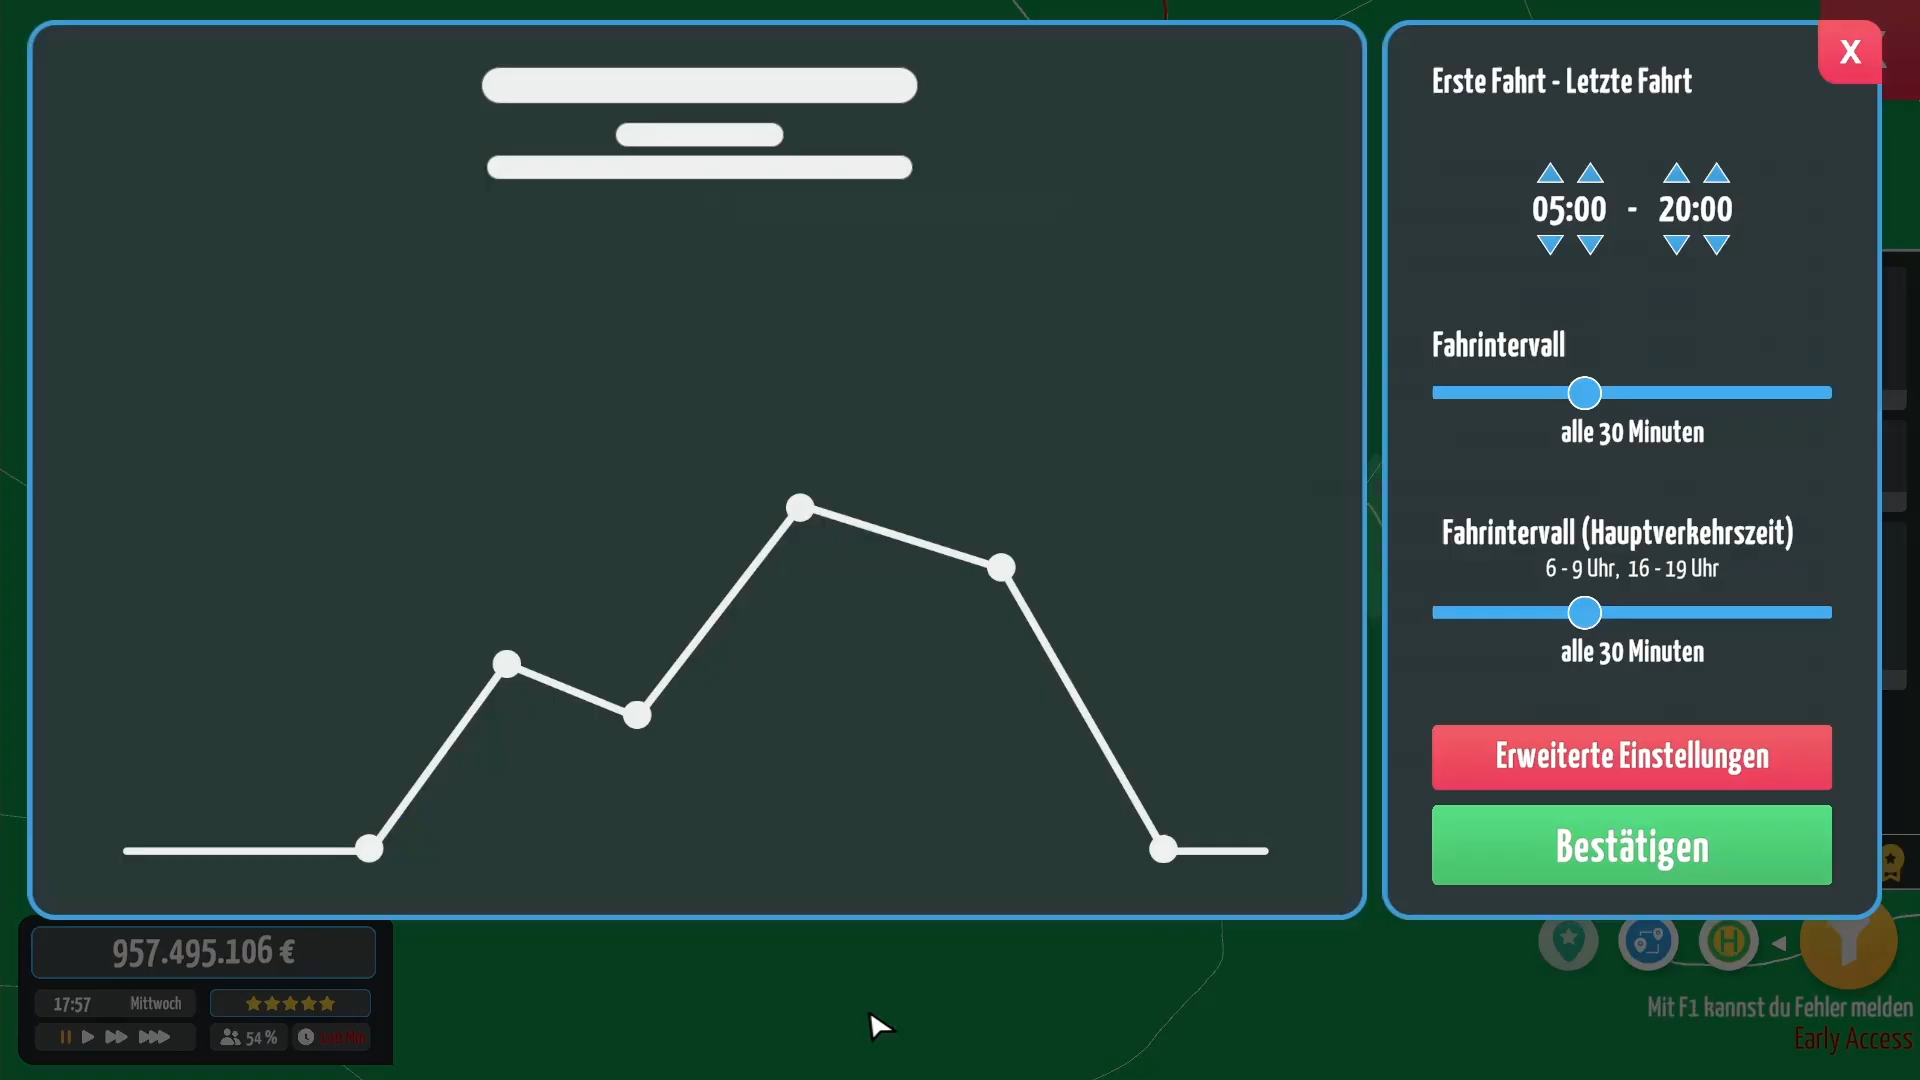 X
Erste Fahrt - Letzte Fahrt
05:00 - 20:00
Fahrintervall
alle 30 Minuten
Fahrintervall (Hauptverkehrszeit)
6 - 9 Uhr, 16 - 19 Uhr
alle 30 Minuten
Erweiterte Einstellungen
Bestätigen
957.495.106 €
17:57 Mittwoch
54 %
H
Mit F1 kannst du Fehler melden
Early Access